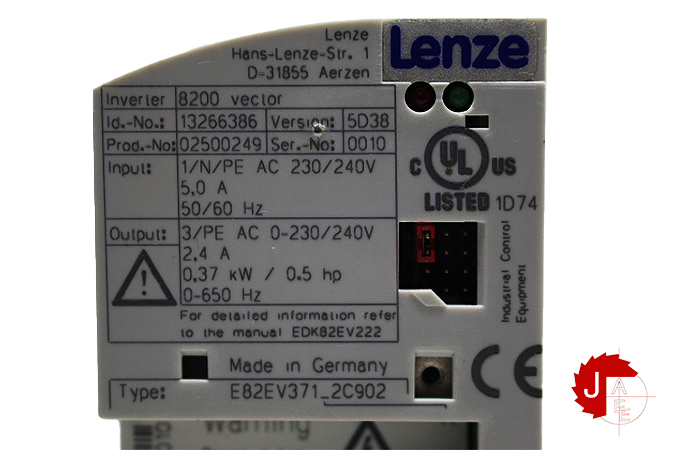 Lenze
Hans-Lenze-Str. 1
D-31855 Aerzen
Lenze
Inverter 8200 vector
Id.-No.: 13266386 Version: 5D38
Prod.-No: 02500249 Ser.-No: 0010
Input: 1/N/PE AC 230/240V
5.0 A
50/60 Hz
Output: 3/PE AC 0-230/240V
2,4 A
0,37 kW / 0.5 hp
0-650 Hz
For detailed information refer
to the manual EDK82EV222
C UL US
LISTED 1D74
Industrial Control
Equipment
Made in Germany
CE
Type: E82EV371_2C902
Warning
JAEE